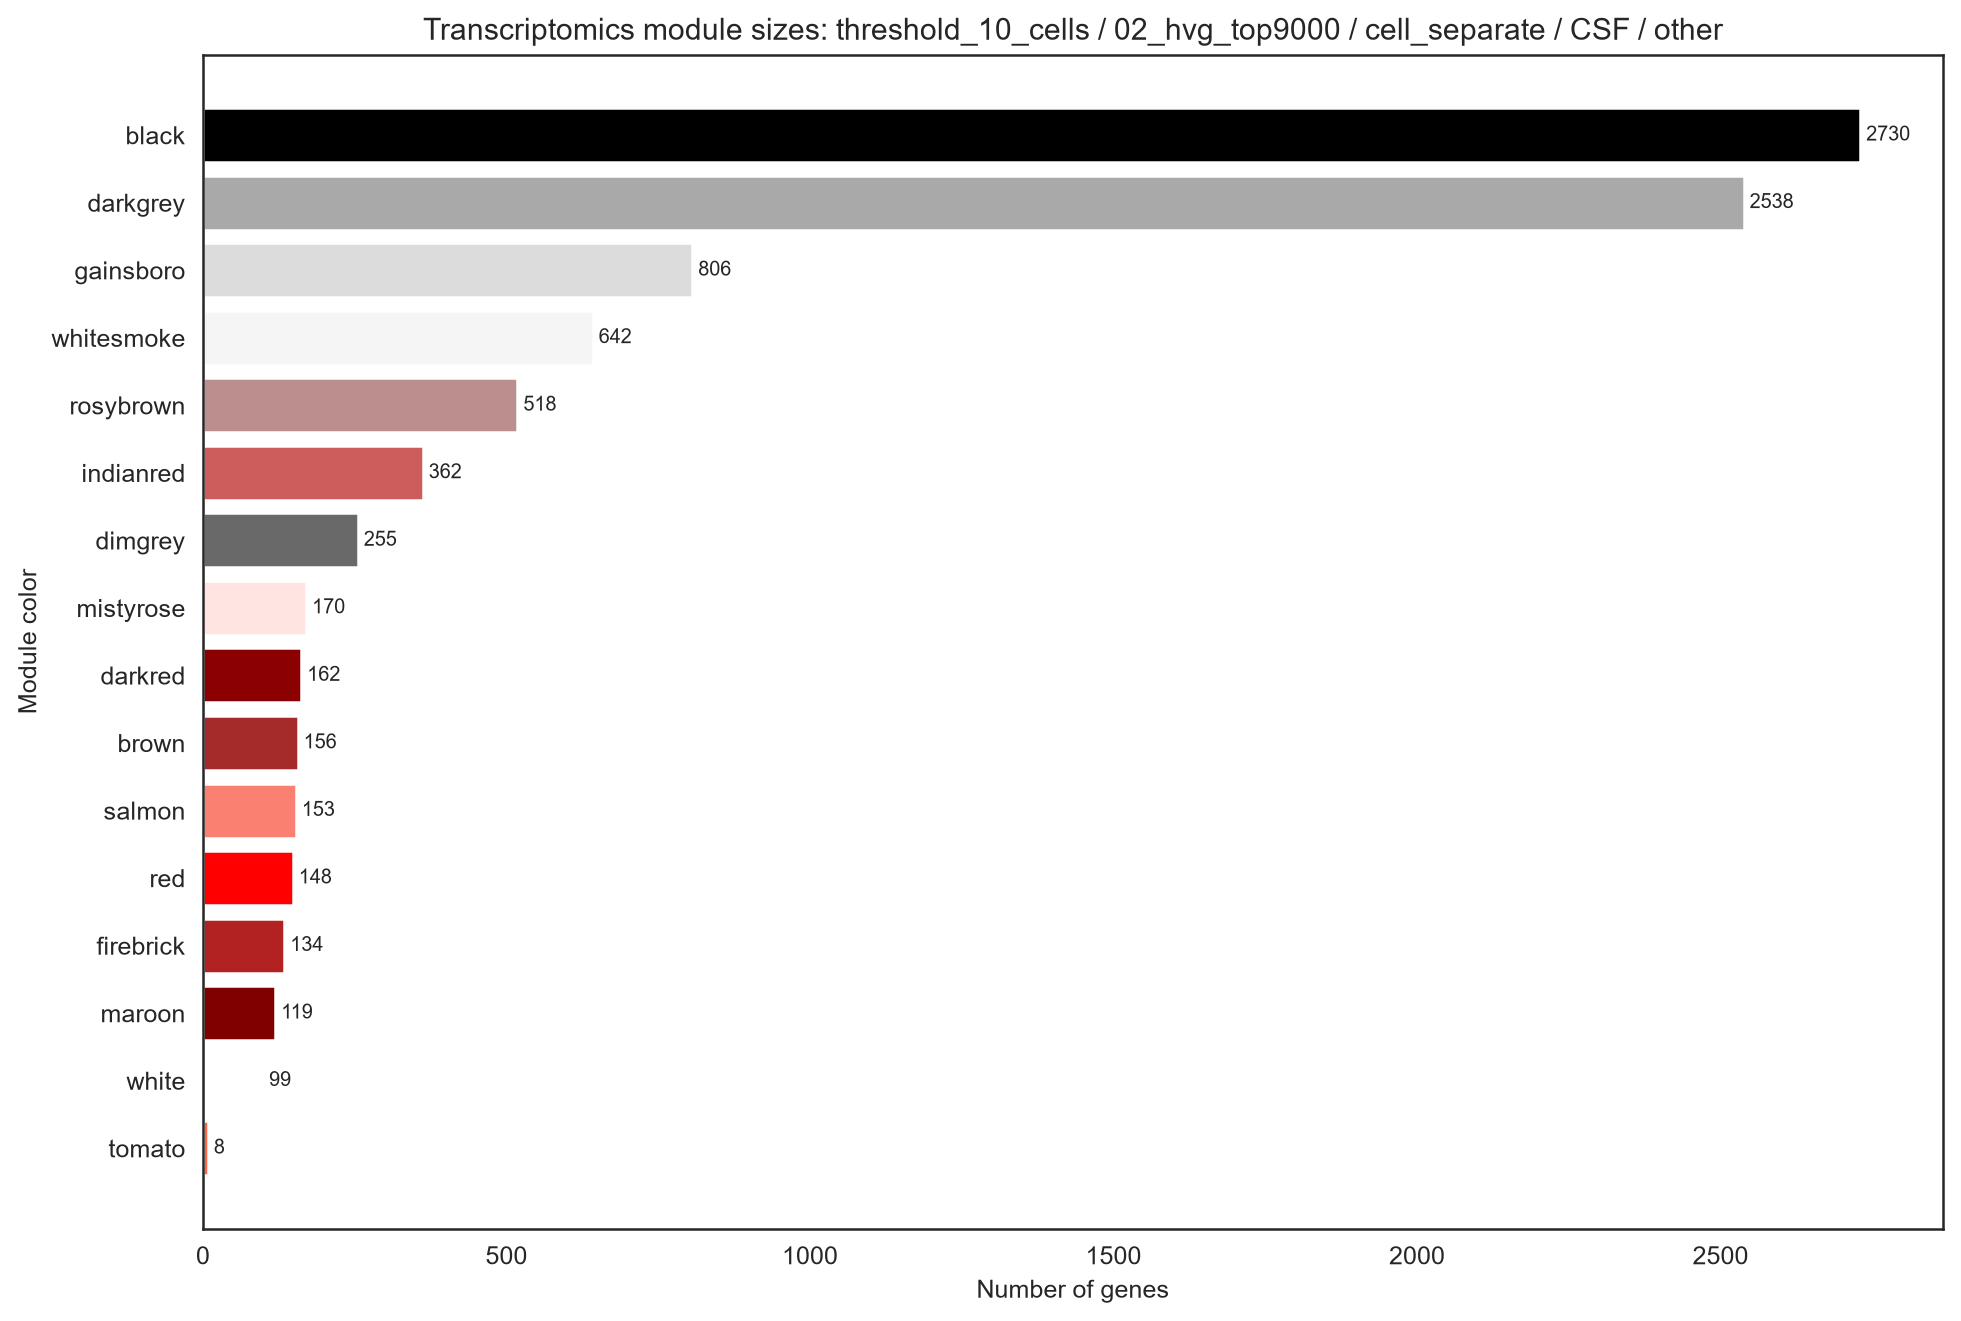 Transcriptomics module sizes: threshold_10_cells / 02_hvg_top9000 / cell_separate / CSF / other
black 2730
darkgrey 2538
gainsboro 806
whitesmoke 642
rosybrown 518
indianred 362
dimgrey 255
mistyrose 170
darkred 162
brown 156
salmon 153
red 148
firebrick 134
maroon 119
white 99
tomato 8
Module color
0 500 1000 1500 2000 2500
Number of genes